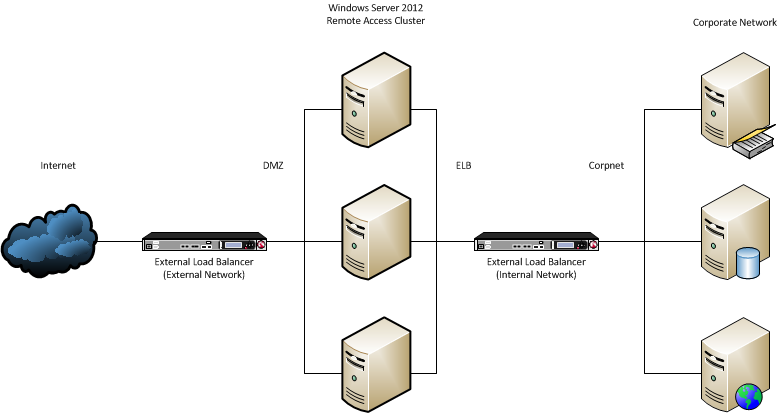 Windows Server 2012
Remote Access Cluster
Corporate Network
Internet
DMZ
ELB
Corpnet
External Load Balancer
(External Network)
External Load Balancer
(Internal Network)